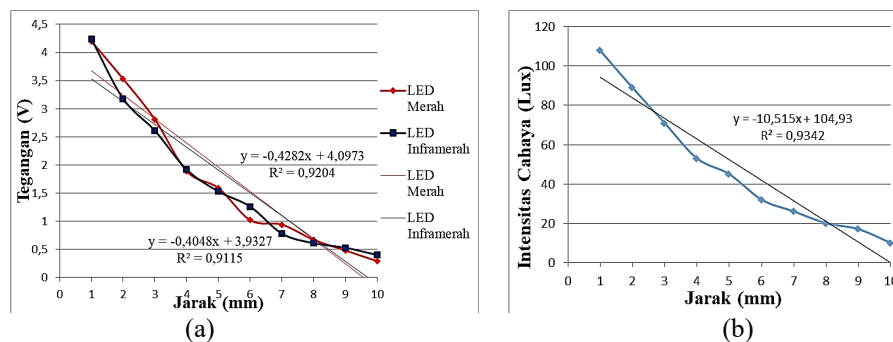 4,5
4
3,5
3
2,5
2
1,5
1
0,5
0
Tegangan (V)
0 1 2 3 4 5 6 7 8 9 10
Jarak (mm)
y = -0,4282x + 4,0973
R² = 0,9204
y = -0,4048x + 3,9327
R² = 0,9115
LED
Merah
LED
Inframerah
LED
Merah
LED
Inframerah
(a)
120
100
80
60
40
20
0
Intensitas Cahaya (Lux)
0 1 2 3 4 5 6 7 8 9 10
Jarak (mm)
y = -10,515x + 104,93
R² = 0,9342
(b)